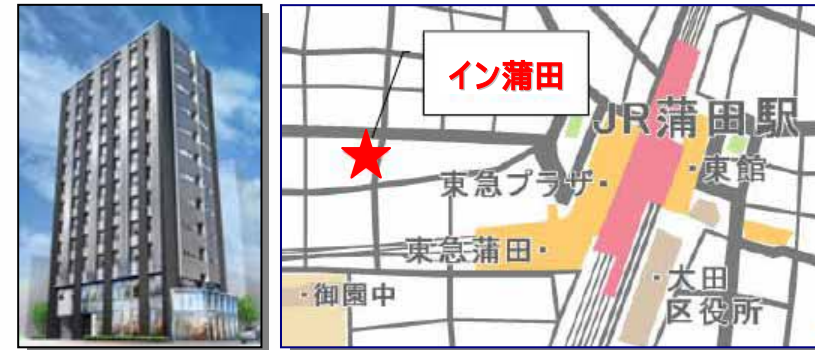 イン蒲田
JR蒲田駅
東急プラザ
東館
東急蒲田
御園中
大田
区役所